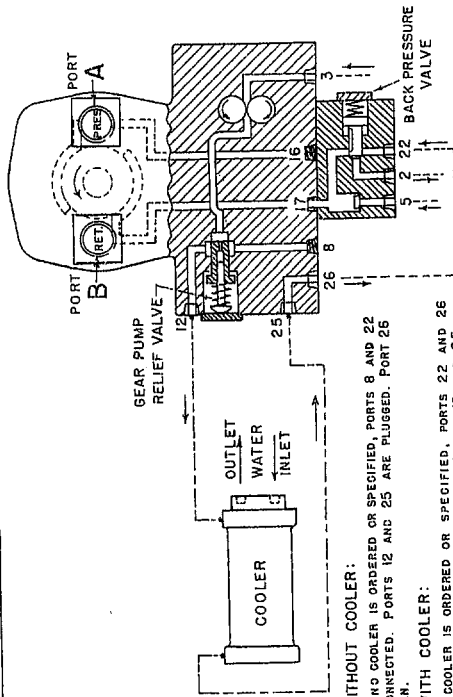 PORT
A
PRES.
PORT
B
RET.
GEAR PUMP
RELIEF VALVE
12
25
26
8
17
16
3
5
2
22
BACK PRESSURE
VALVE
OUTLET
WATER
INLET
COOLER
ITHOUT COOLER:
NO COOLER IS ORDERED OR SPECIFIED, PORTS 8 AND 22
ONNECTED. PORTS 12 AND 25 ARE PLUGGED. PORT 26
EN.
ITH COOLER:
COOLER IS ORDERED OR SPECIFIED, PORTS 22 AND 26